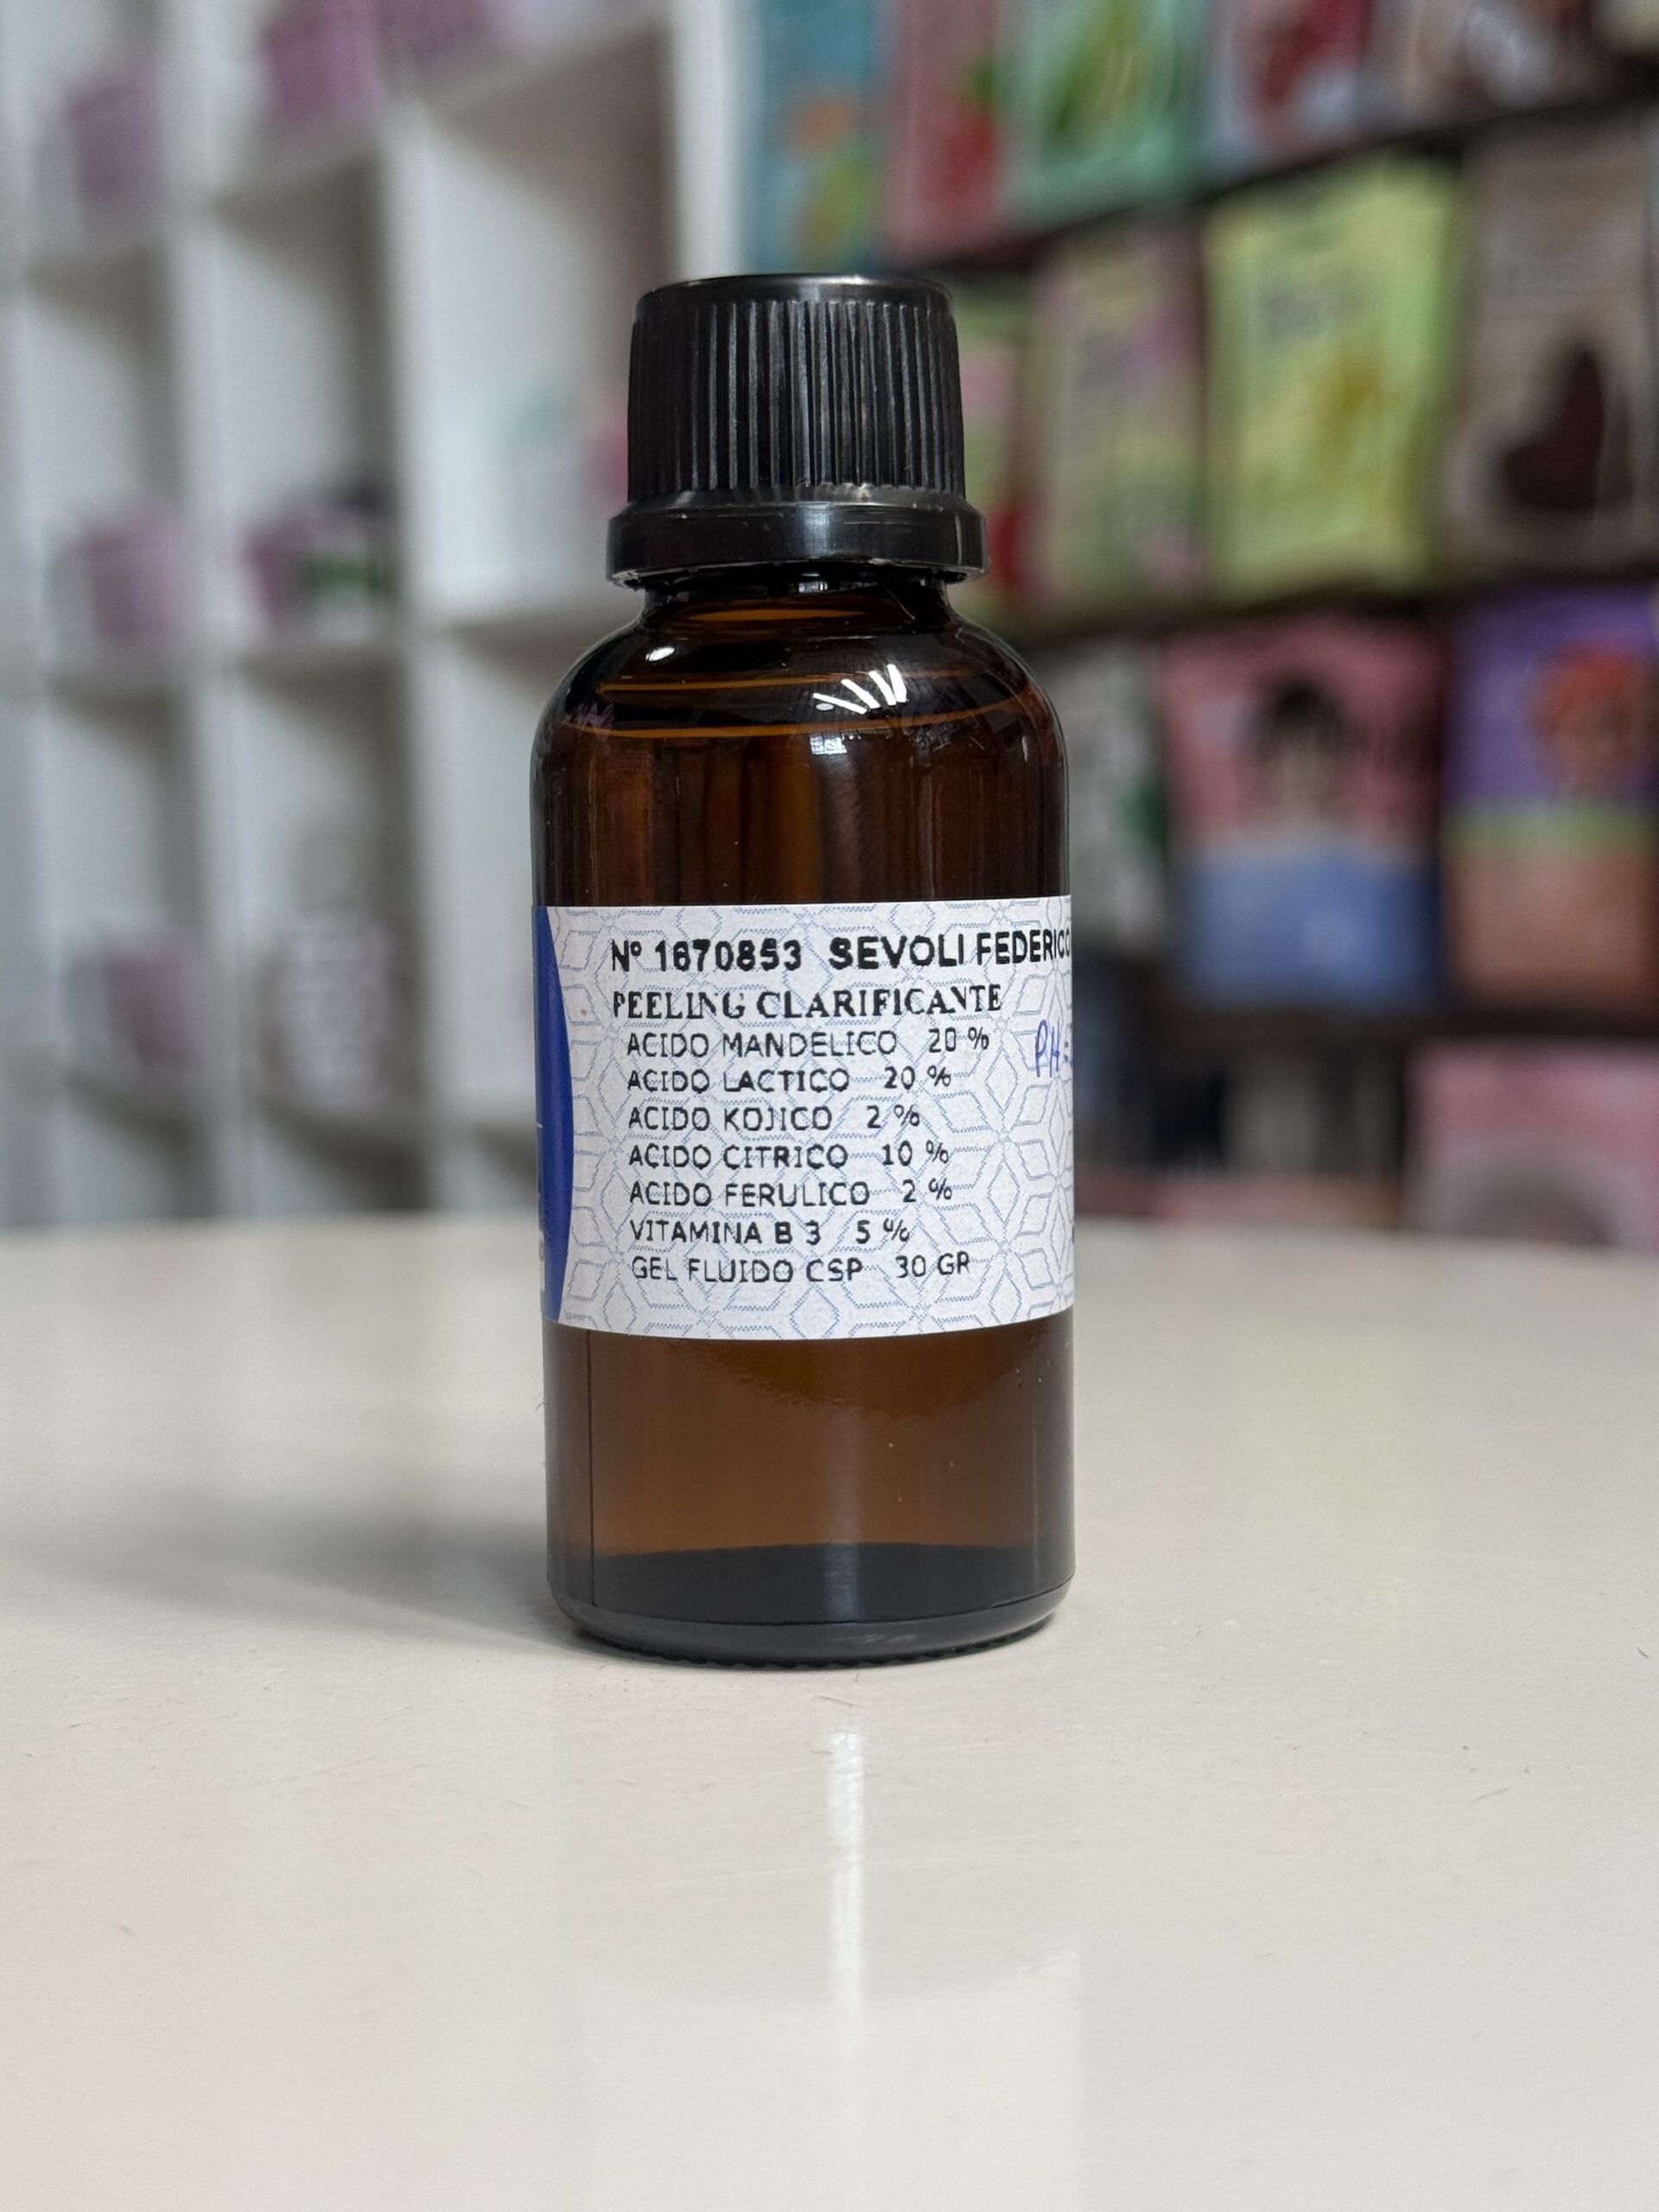 Nº 1670853 SEVOLI FEDERICO
PEELING CLARIFICANTE
ACIDO MANDELICO 20 %
PH=
ACIDO LACTICO 20 %
ACIDO KOJICO 2 %
ACIDO CITRICO 10 %
ACIDO FERULICO 2 %
VITAMINA B 3 5 %
GEL FLUIDO CSP 30 GR